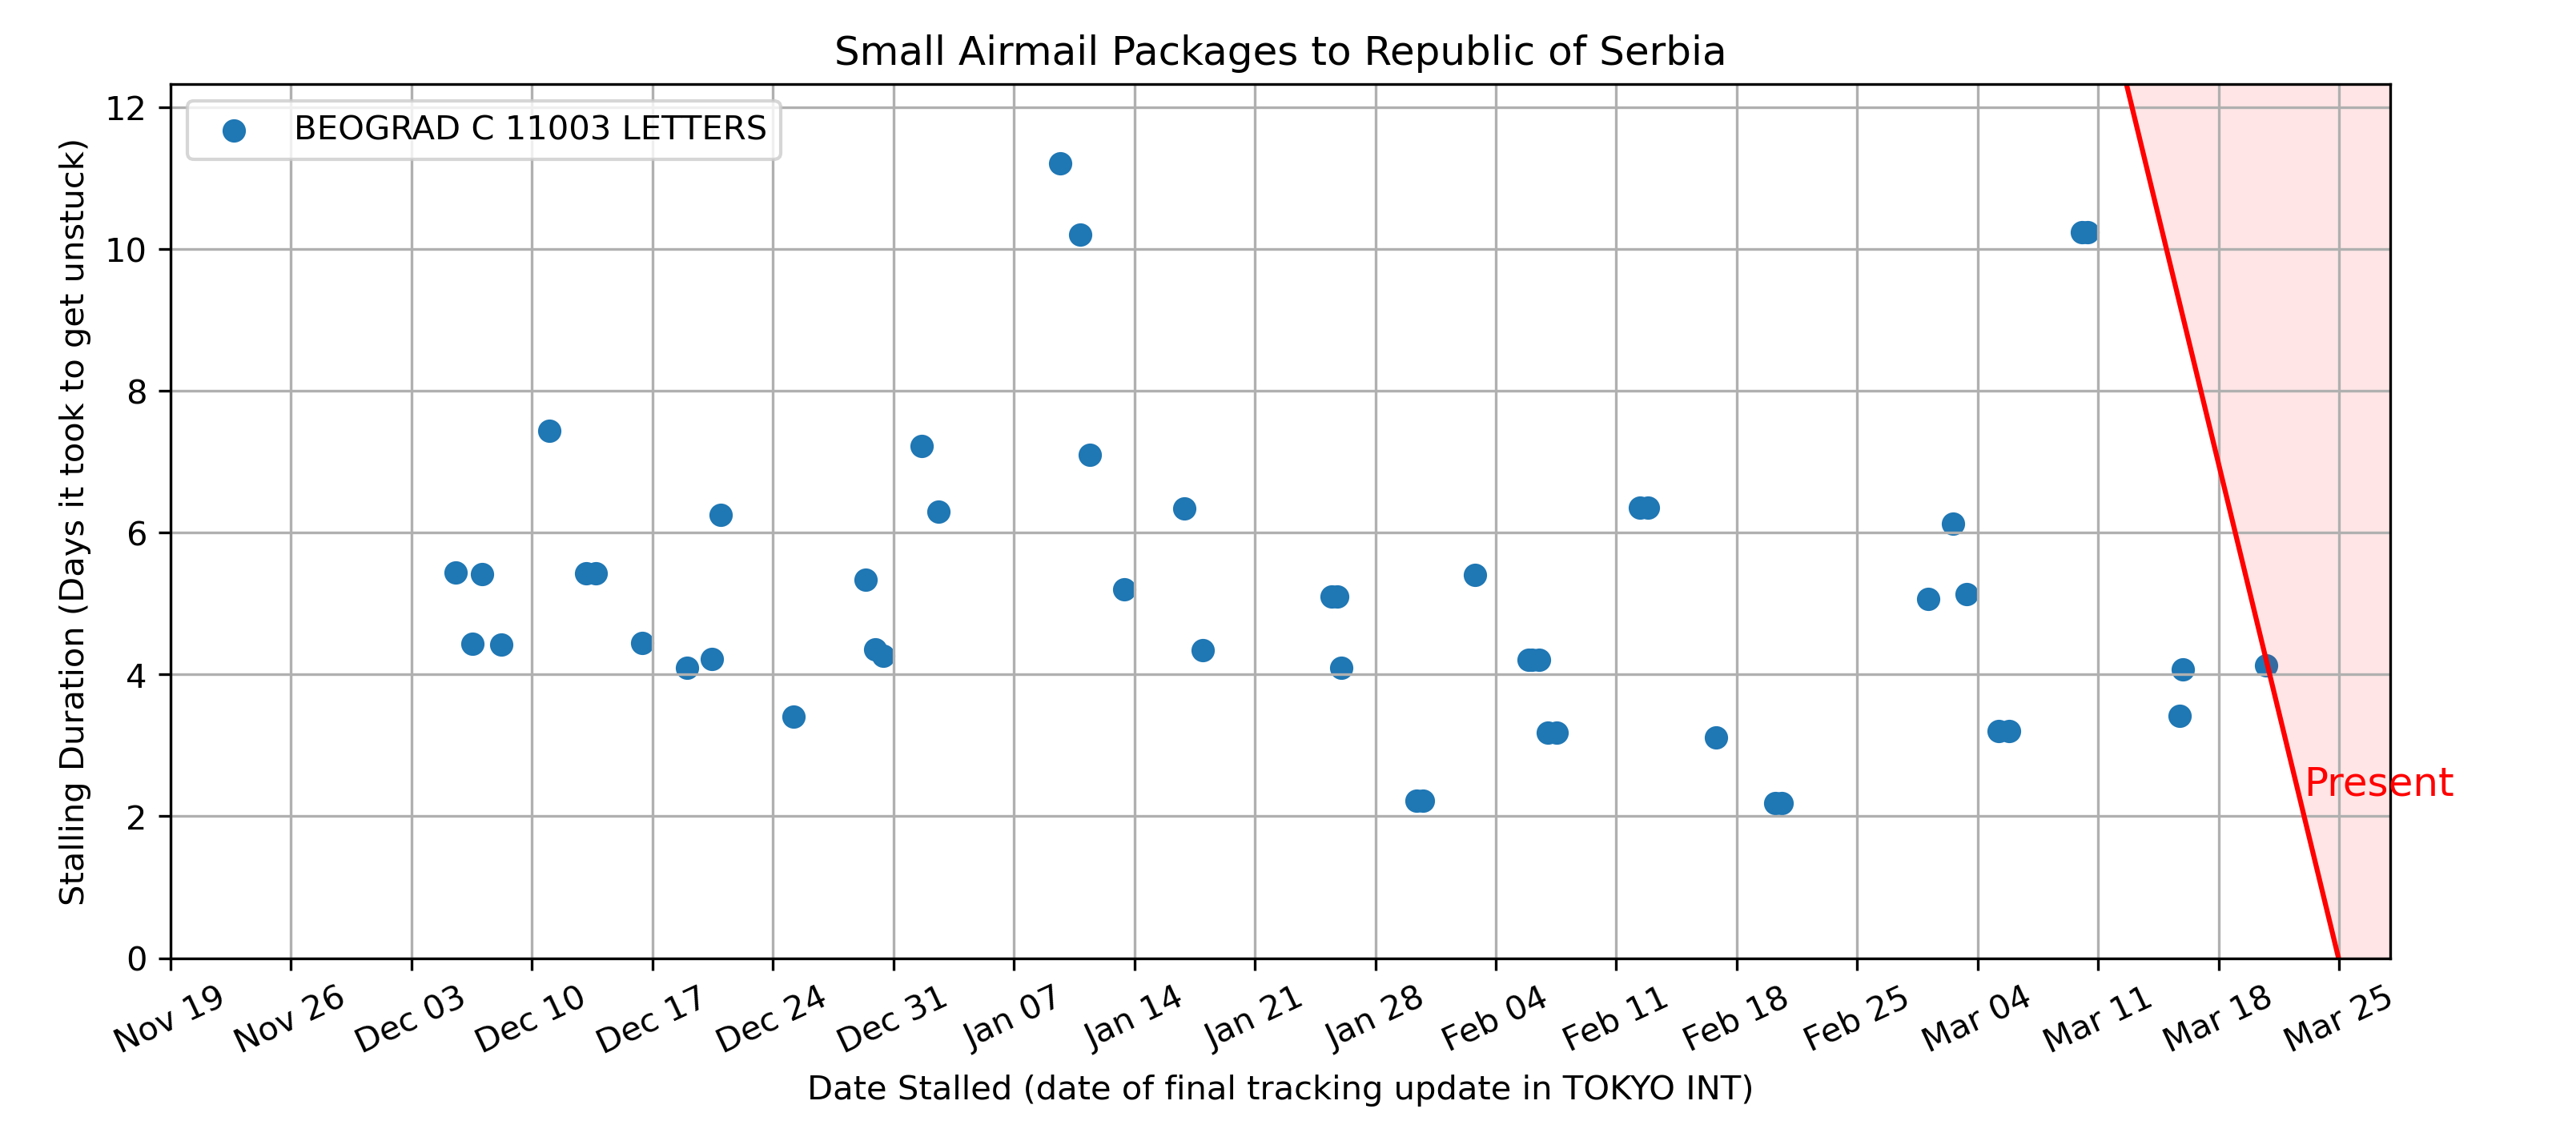 Small Airmail Packages to Republic of Serbia
BEOGRAD C 11003 LETTERS
Stalling Duration (Days it took to get unstuck)
12
10
8
6
4
2
0
Present
Nov 19
Nov 26
Dec 03
Dec 10
Dec 17
Dec 24
Dec 31
Jan 07
Jan 14
Jan 21
Jan 28
Feb 04
Feb 11
Feb 18
Feb 25
Mar 04
Mar 11
Mar 18
Mar 25
Date Stalled (date of final tracking update in TOKYO INT)